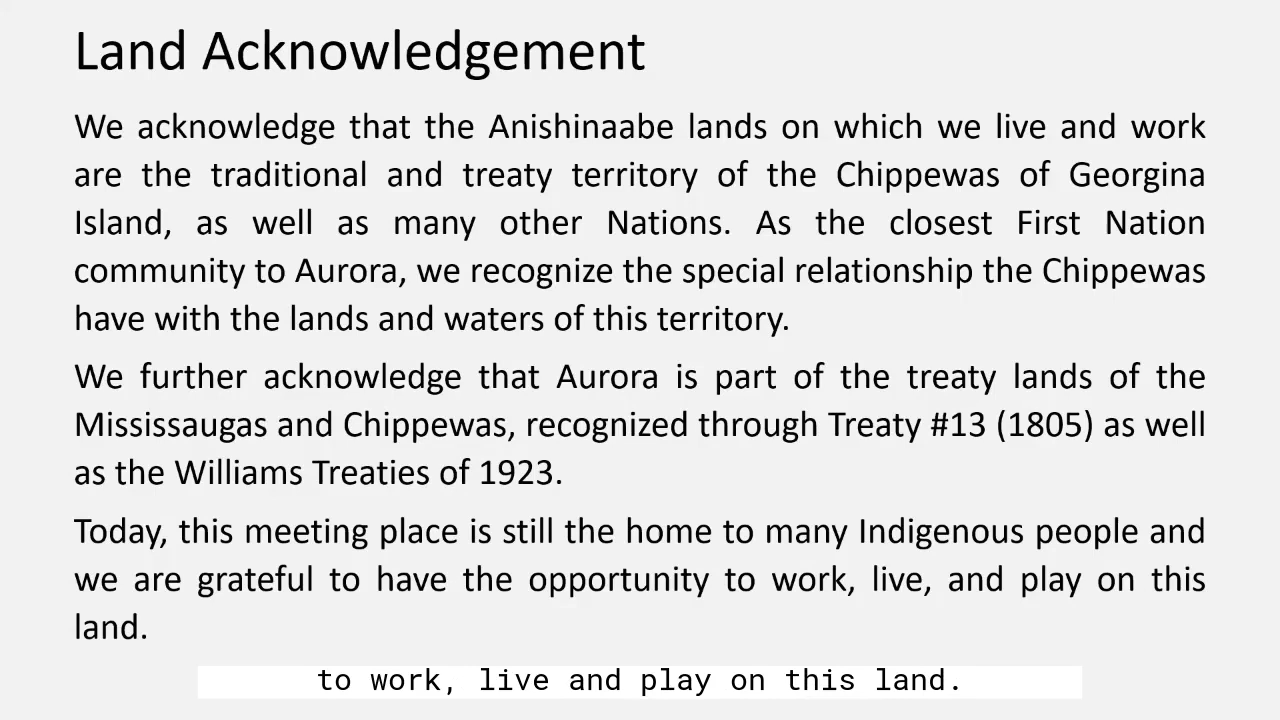 Land Acknowledgement
We acknowledge that the Anishinaabe lands on which we live and work
are the traditional and treaty territory of the Chippewas of Georgina
Island, as well as many other Nations. As the closest First Nation
community to Aurora, we recognize the special relationship the Chippewas
have with the lands and waters of this territory.
We further acknowledge that Aurora is part of the treaty lands of the
Mississaugas and Chippewas, recognized through Treaty #13 (1805) as well
as the Williams Treaties of 1923.
Today, this meeting place is still the home to many Indigenous people and
we are grateful to have the opportunity to work, live, and play on this
land.
to work, live and play on this land.